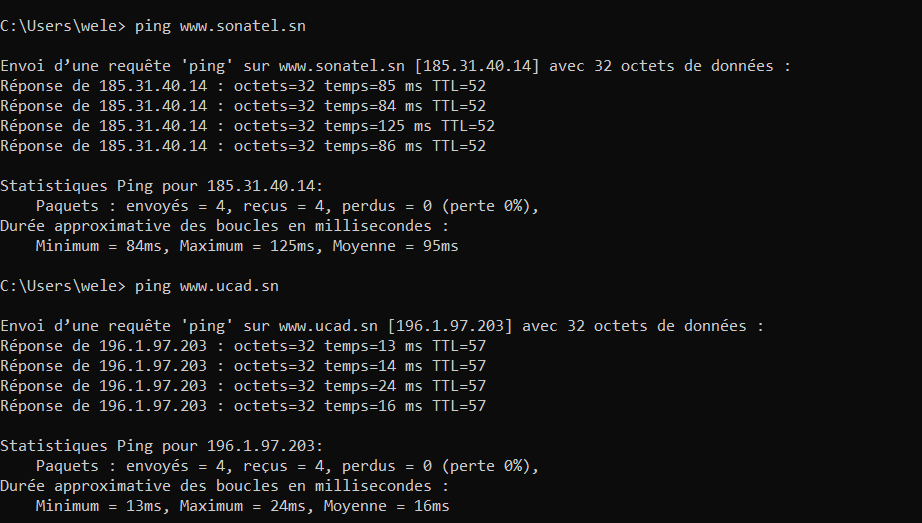 C:\Users\wele> ping www.sonatel.sn
Envoi d’une requête 'ping' sur www.sonatel.sn [185.31.40.14] avec 32 octets de données :
Réponse de 185.31.40.14 : octets=32 temps=85 ms TTL=52
Réponse de 185.31.40.14 : octets=32 temps=84 ms TTL=52
Réponse de 185.31.40.14 : octets=32 temps=125 ms TTL=52
Réponse de 185.31.40.14 : octets=32 temps=86 ms TTL=52
Statistiques Ping pour 185.31.40.14:
Paquets : envoyés = 4, reçus = 4, perdus = 0 (perte 0%),
Durée approximative des boucles en millisecondes :
Minimum = 84ms, Maximum = 125ms, Moyenne = 95ms
C:\Users\wele> ping www.ucad.sn
Envoi d’une requête 'ping' sur www.ucad.sn [196.1.97.203] avec 32 octets de données :
Réponse de 196.1.97.203 : octets=32 temps=13 ms TTL=57
Réponse de 196.1.97.203 : octets=32 temps=14 ms TTL=57
Réponse de 196.1.97.203 : octets=32 temps=24 ms TTL=57
Réponse de 196.1.97.203 : octets=32 temps=16 ms TTL=57
Statistiques Ping pour 196.1.97.203:
Paquets : envoyés = 4, reçus = 4, perdus = 0 (perte 0%),
Durée approximative des boucles en millisecondes :
Minimum = 13ms, Maximum = 24ms, Moyenne = 16ms